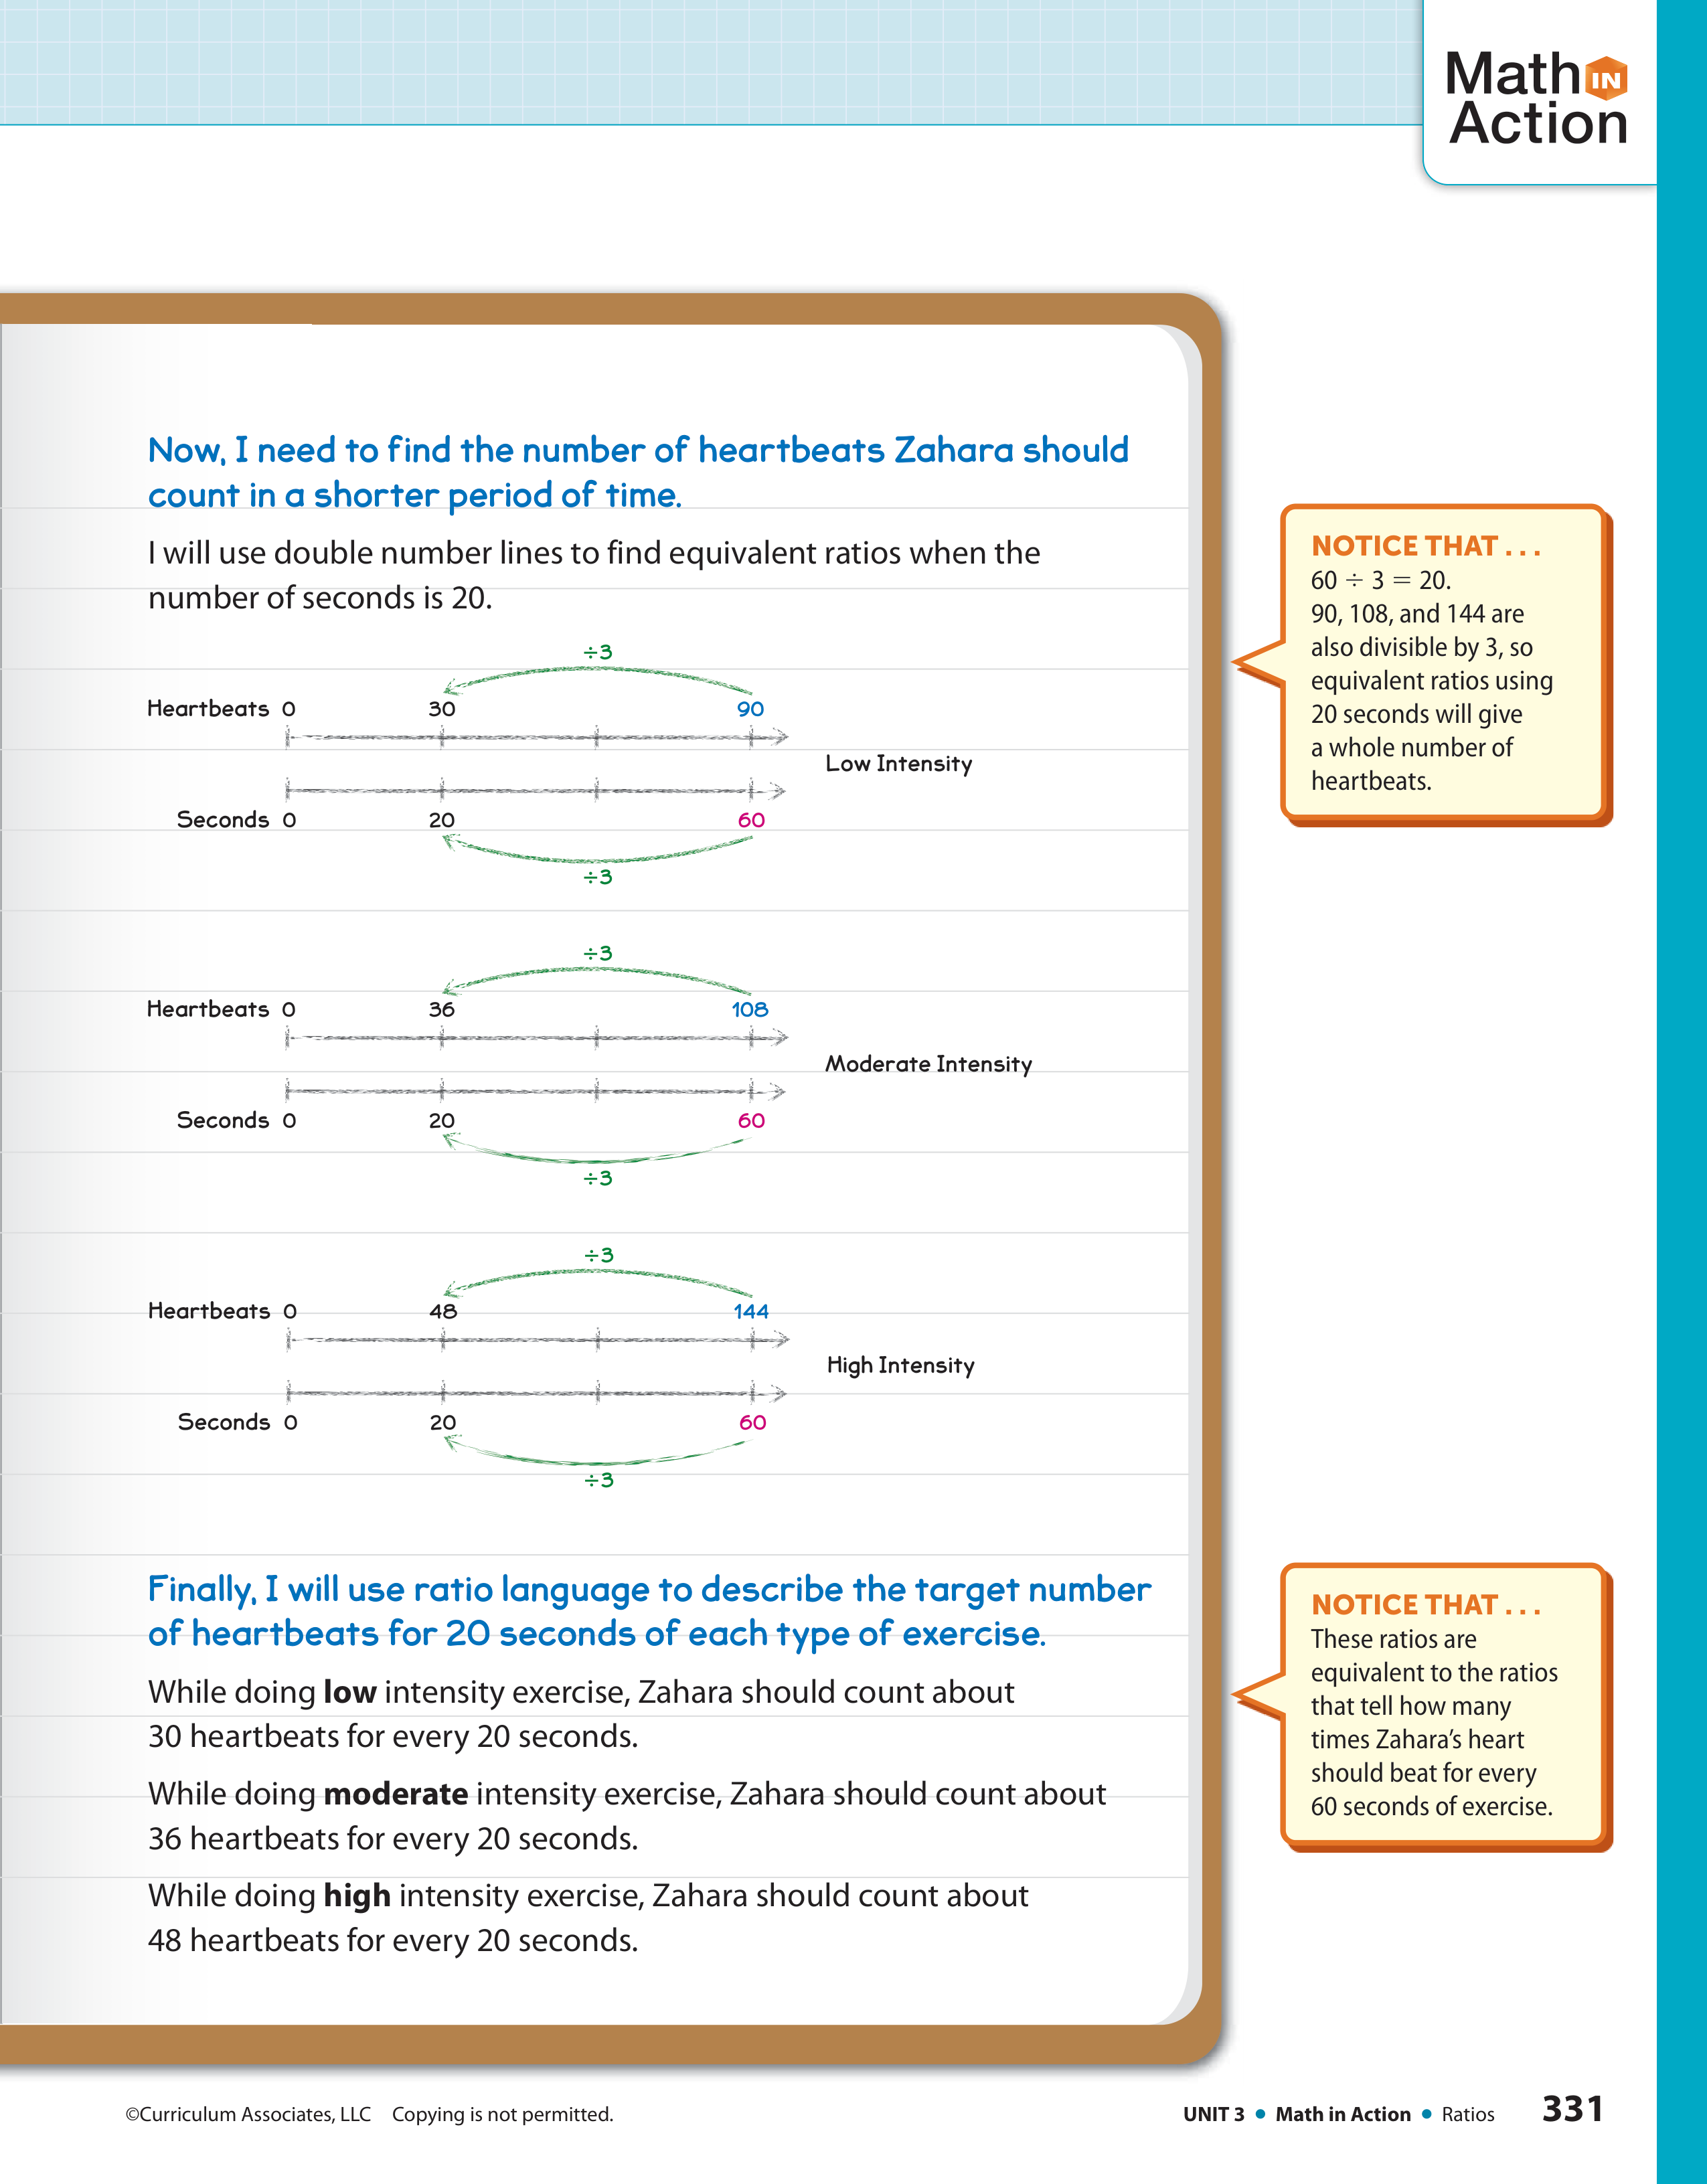 Math IN
Action
Now, I need to find the number of heartbeats Zahara should
count in a shorter period of time.
I will use double number lines to find equivalent ratios when the
number of seconds is 20.
÷3
Heartbeats 0 30 90
Low Intensity
Seconds 0 20 60
÷3
÷3
Heartbeats 0 36 108
Moderate Intensity
Seconds 0 20 60
÷3
÷3
Heartbeats 0 48 144
High Intensity
Seconds 0 20 60
÷3
Finally, I will use ratio language to describe the target number
of heartbeats for 20 seconds of each type of exercise.
While doing low intensity exercise, Zahara should count about
30 heartbeats for every 20 seconds.
While doing moderate intensity exercise, Zahara should count about
36 heartbeats for every 20 seconds.
While doing high intensity exercise, Zahara should count about
48 heartbeats for every 20 seconds.
NOTICE THAT . . .
60 ÷ 3 = 20.
90, 108, and 144 are
also divisible by 3, so
equivalent ratios using
20 seconds will give
a whole number of
heartbeats.
NOTICE THAT . . .
These ratios are
equivalent to the ratios
that tell how many
times Zahara’s heart
should beat for every
60 seconds of exercise.
©Curriculum Associates, LLC Copying is not permitted.
UNIT 3 • Math in Action • Ratios 331